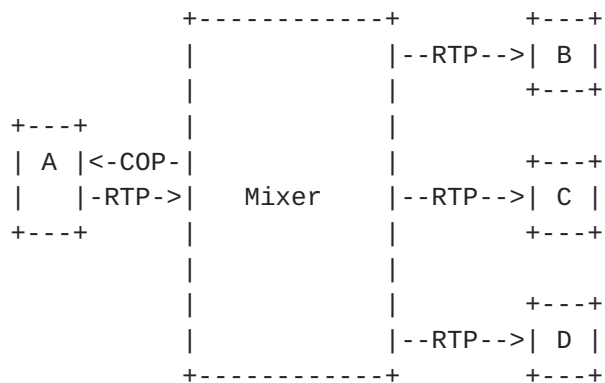 +------------+      +---+
                |            |--RTP-->| B |
                |            |      +---+
+---+           |            |
| A |<-COP-|            |      +---+
|   |-RTP->|   Mixer    |--RTP-->| C |
+---+           |            |      +---+
                |            |
                |            |      +---+
                |            |--RTP-->| D |
                +------------+      +---+